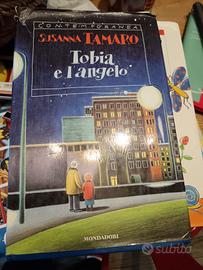 CONTEMPORANEA
SUSANNA TAMARO
Tobia
e l'angelo
MONDADORI
subito